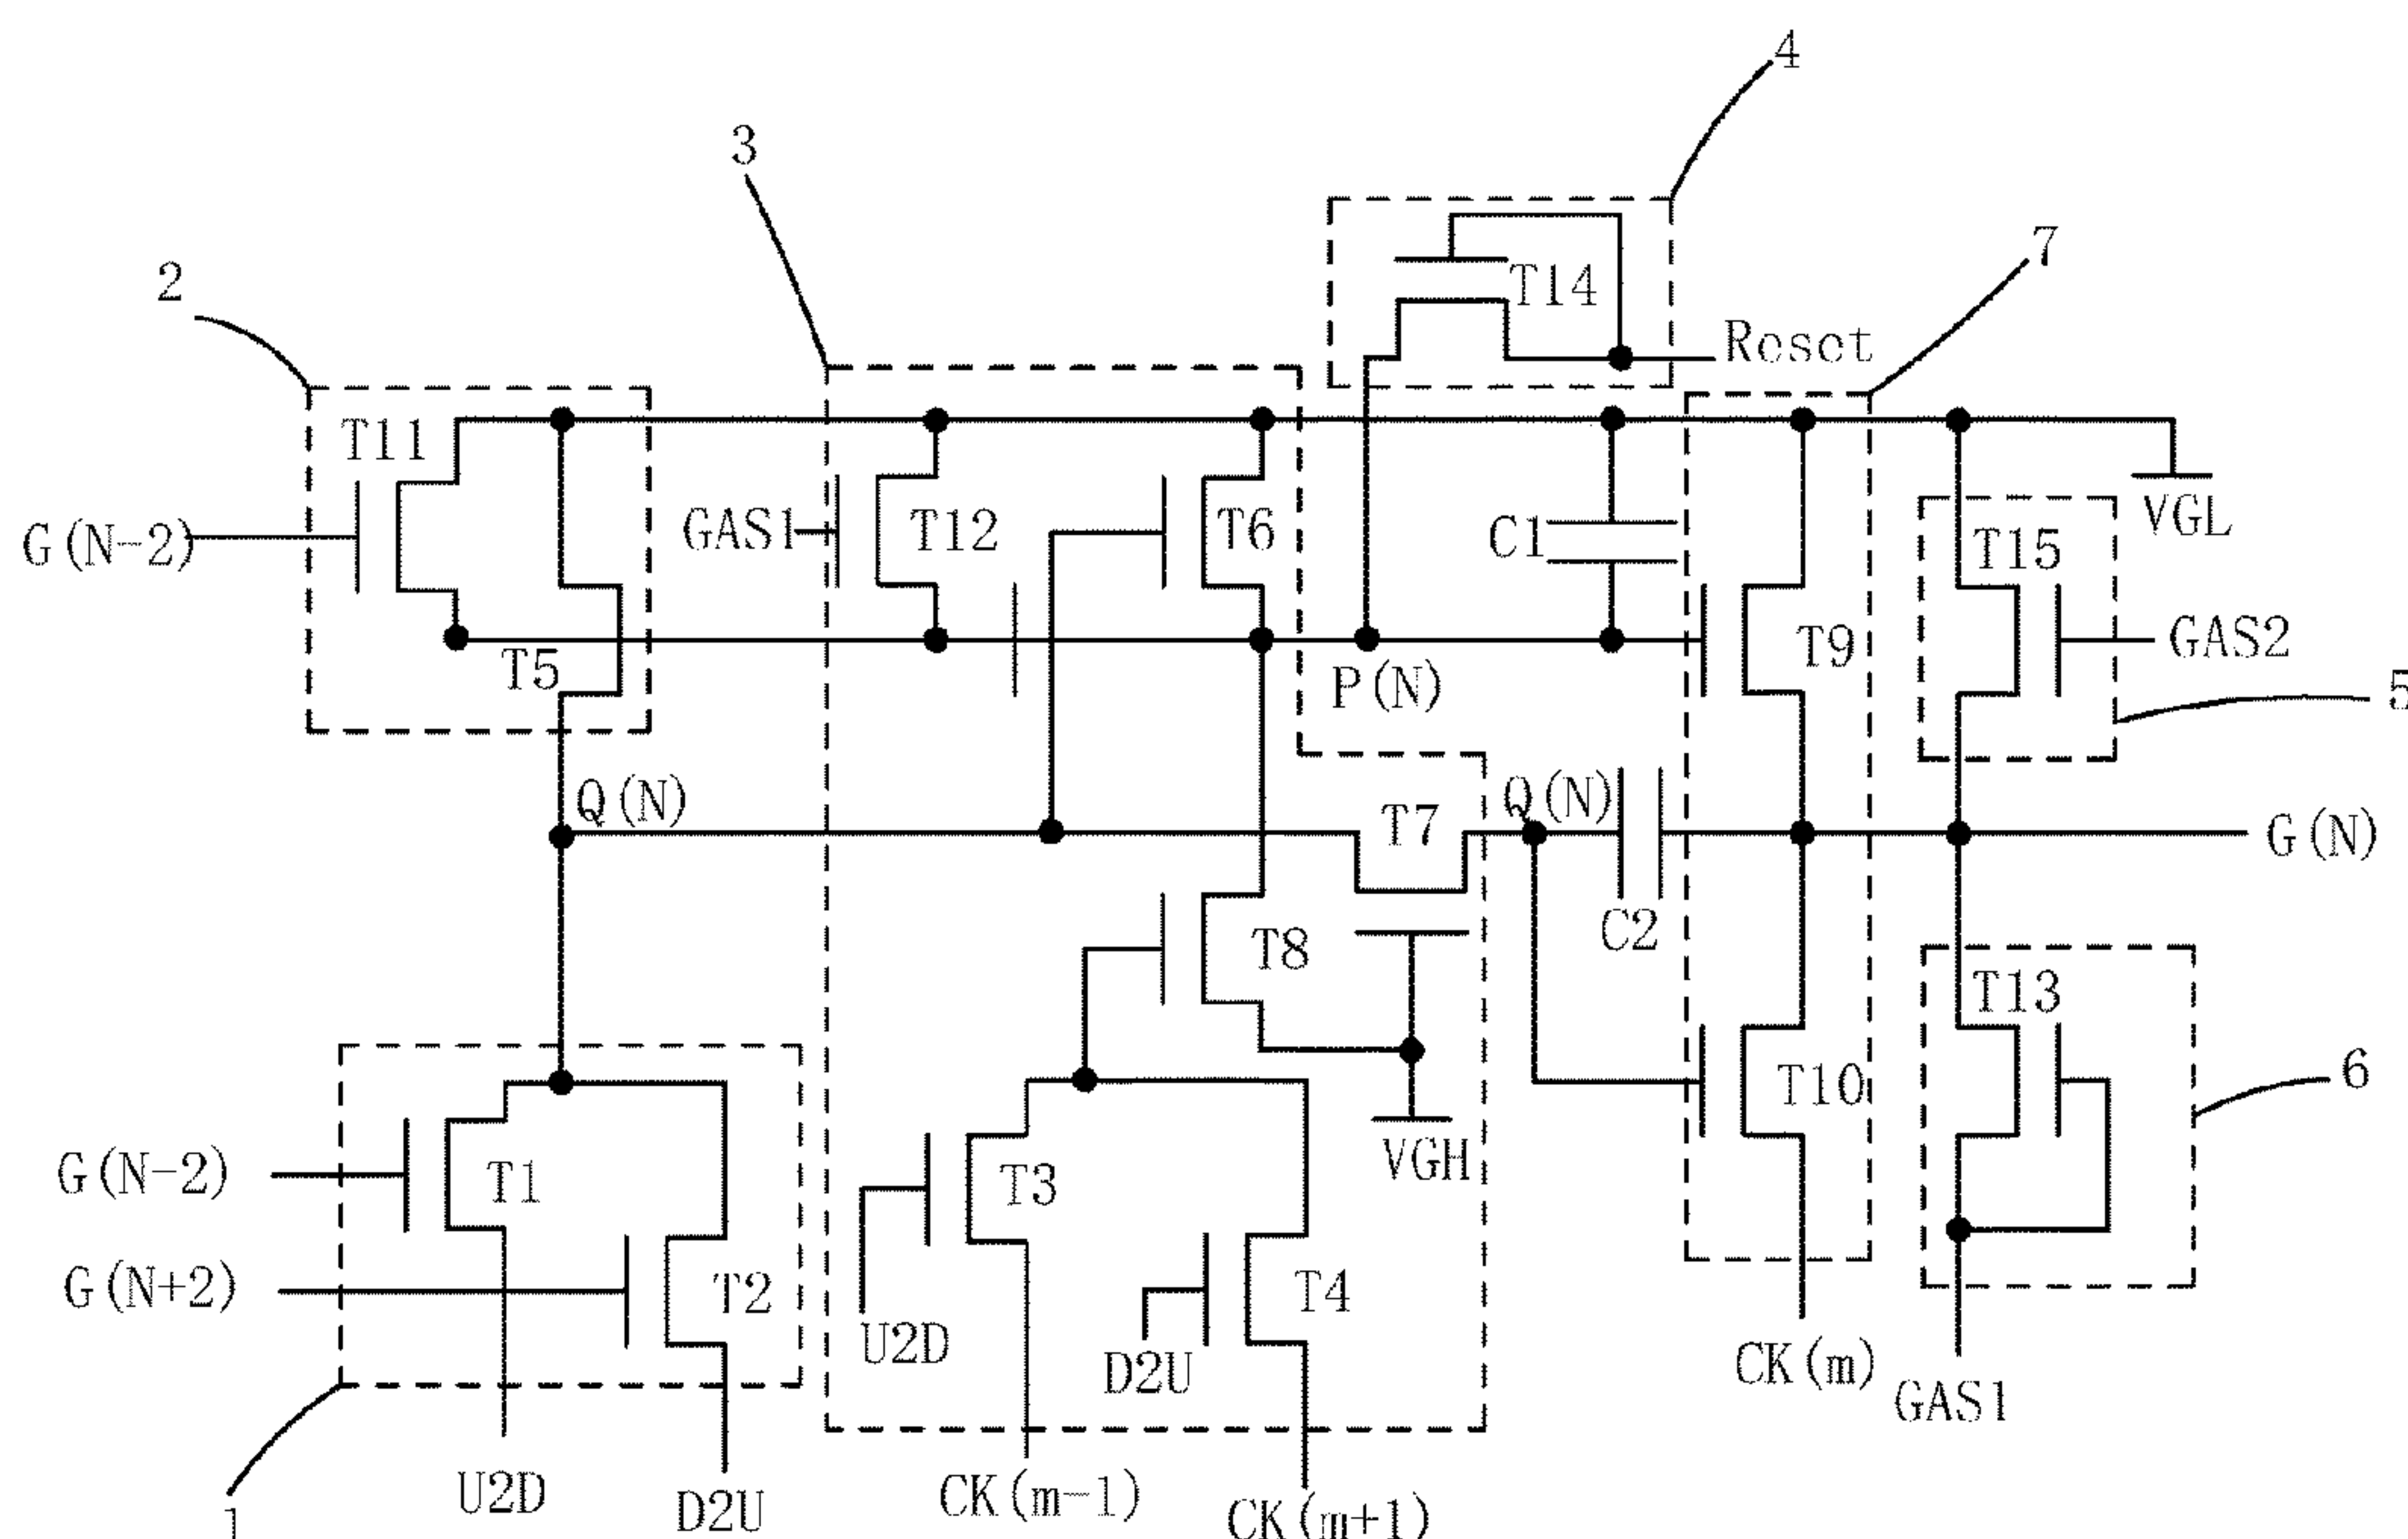 4
3
7
2
T14
Reset
T11
VGL
G(N-2)
GAS1
T12
T6
C1
T15
T5
P(N)
T9
GAS2
5
Q(N)
T7
Q(N)
G(N)
T8
C2
T13
G(N-2)
T1
T3
VGH
T10
6
G(N+2)
T2
U2D
T4
D2U
CK(m)
GAS1
1
U2D
D2U
CK(m-1)
CK(m+1)